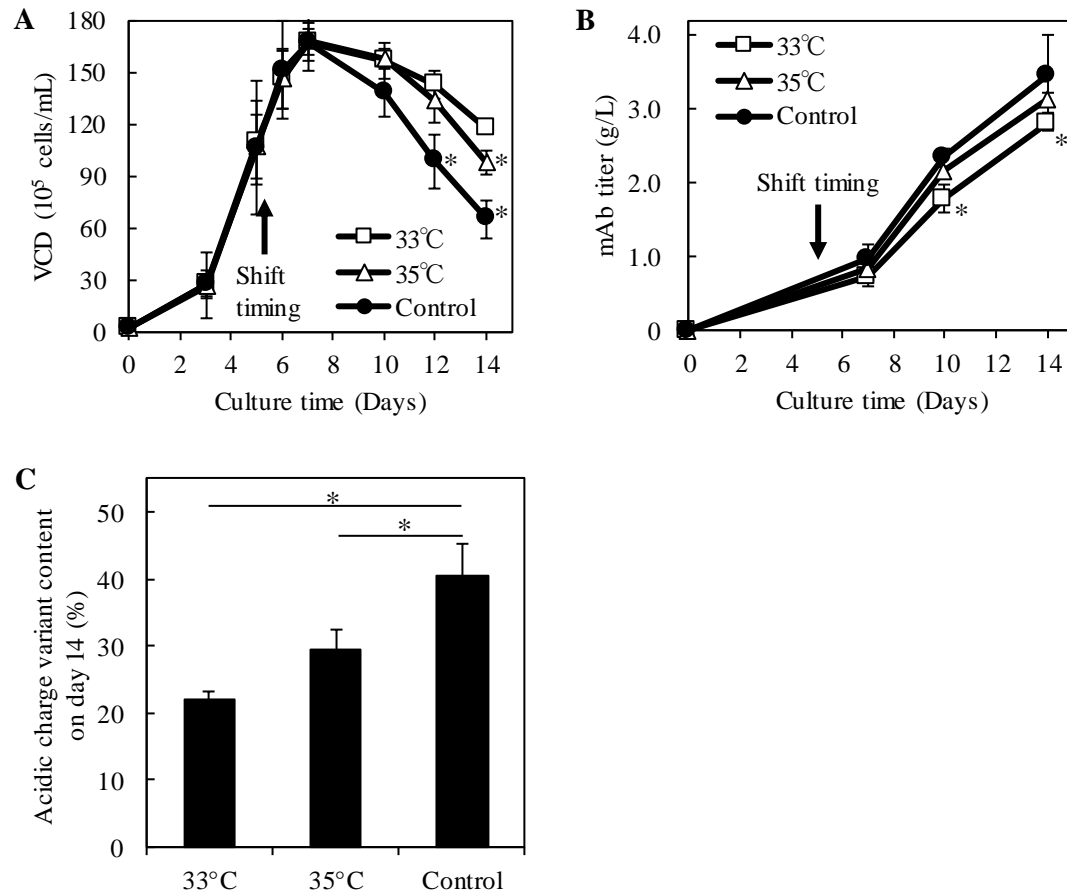 A
180
150
120
90
60
30
0
VCD (10⁵ cells/mL)
*
*
*
Shift
timing
33℃
35℃
Control
0 2 4 6 8 10 12 14
Culture time (Days)
B
4.0
3.0
2.0
1.0
0
mAb titer (g/L)
33℃
35℃
Control
Shift timing
*
*
0 2 4 6 8 10 12 14
Culture time (Days)
C
50
40
30
20
10
0
Acidic charge variant content
on day 14 (%)
*
*
33°C 35°C Control